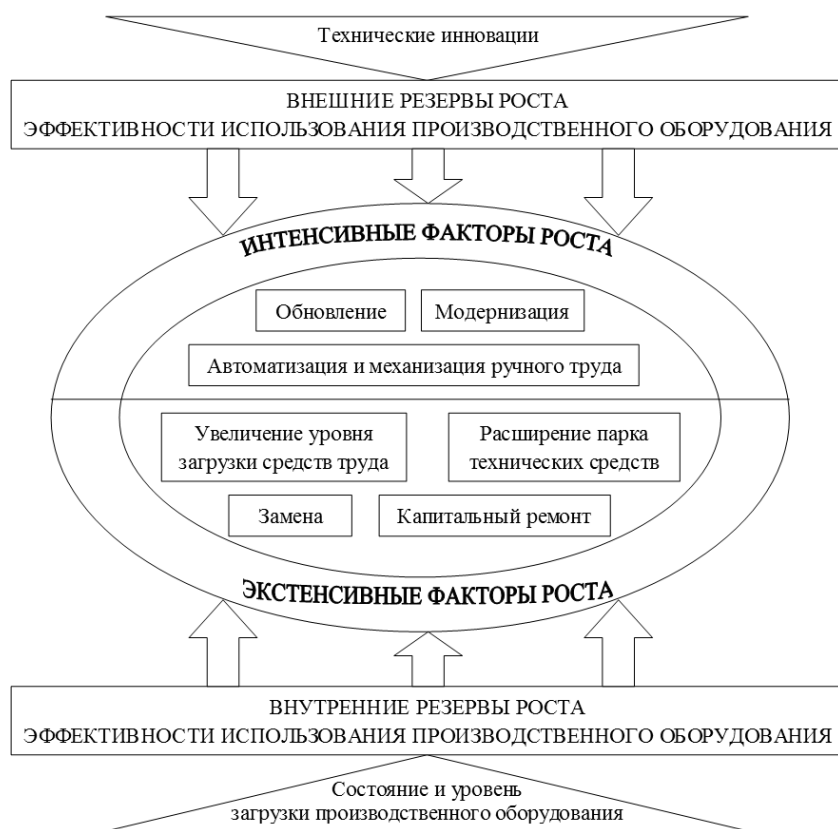 Технические инновации
ВНЕШНИЕ РЕЗЕРВЫ РОСТА
ЭФФЕКТИВНОСТИ ИСПОЛЬЗОВАНИЯ ПРОИЗВОДСТВЕННОГО ОБОРУДОВАНИЯ
ИНТЕНСИВНЫЕ ФАКТОРЫ РОСТА
Обновление
Модернизация
Автоматизация и механизация ручного труда
Увеличение уровня
загрузки средств труда
Расширение парка
технических средств
Замена
Капитальный ремонт
ЭКСТЕНСИВНЫЕ ФАКТОРЫ РОСТА
ВНУТРЕННИЕ РЕЗЕРВЫ РОСТА
ЭФФЕКТИВНОСТИ ИСПОЛЬЗОВАНИЯ ПРОИЗВОДСТВЕННОГО ОБОРУДОВАНИЯ
Состояние и уровень
загрузки производственного оборудования